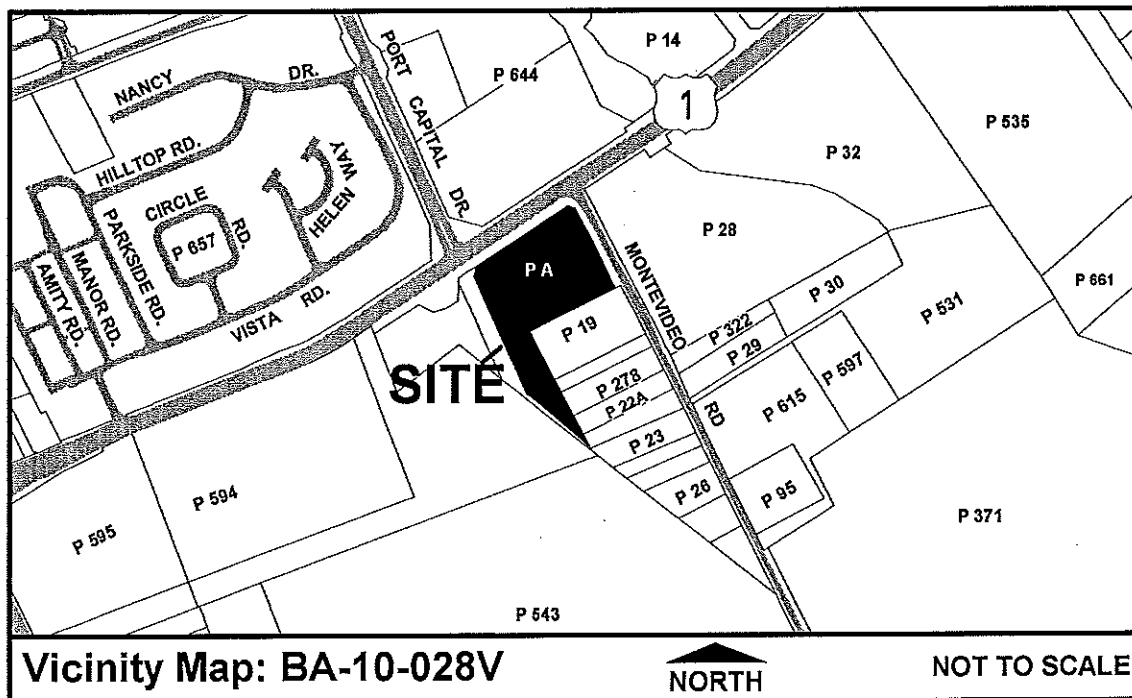 PORT CAPITAL DR.
P 14
P 644
NANCY DR.
1
P 535
HILLTOP RD.
P 32
HELEN WAY
CIRCLE RD.
P 657
PARKSIDE RD.
MANOR RD.
AMITY RD.
VISTA RD.
P 28
MONTEVIDEO RD
P A
P 30
P 661
P 531
P 322
P 19
P 29
SITE
P 278
P 597
P 22A
P 615
P 23
P 594
P 26
P 95
P 595
P 371
P 543
Vicinity Map: BA-10-028V
NORTH
NOT TO SCALE